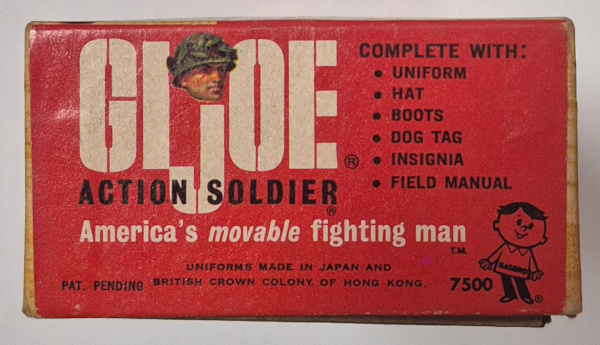 GI JOE ®
ACTION SOLDIER ®
America's movable fighting man T.M.
COMPLETE WITH:
• UNIFORM
• HAT
• BOOTS
• DOG TAG
• INSIGNIA
• FIELD MANUAL
UNIFORMS MADE IN JAPAN AND
PAT. PENDING BRITISH CROWN COLONY, OF HONG KONG. 7500
HASBRO ®